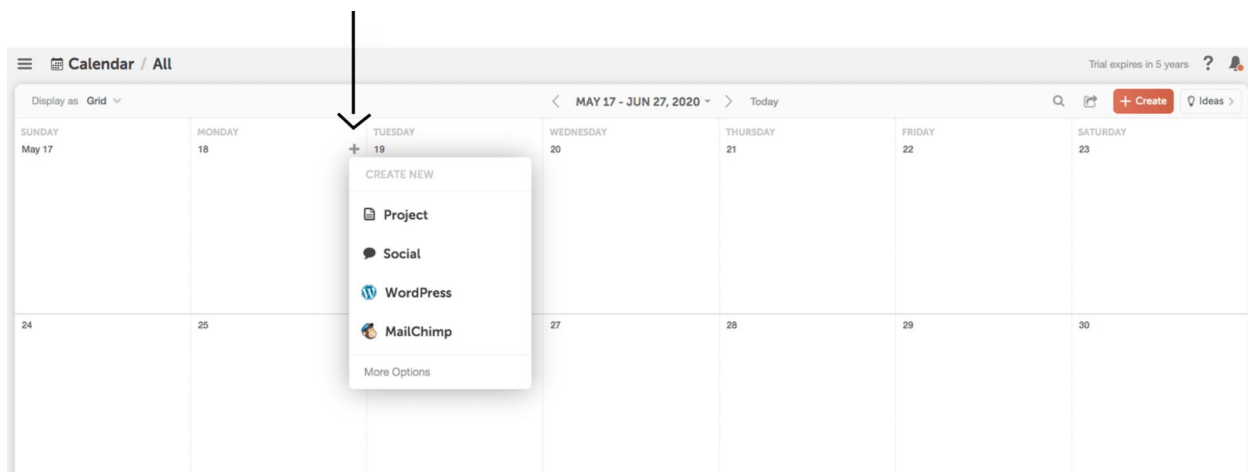 Calendar / All
Trial expires in 5 years ?
Display as Grid
< MAY 17 - JUN 27, 2020 > Today
+ Create
Ideas >
SUNDAY MONDAY TUESDAY WEDNESDAY THURSDAY FRIDAY SATURDAY
May 17 18 + 19 20 21 22 23
CREATE NEW
Project
Social
WordPress
MailChimp
More Options
24 25 27 28 29 30